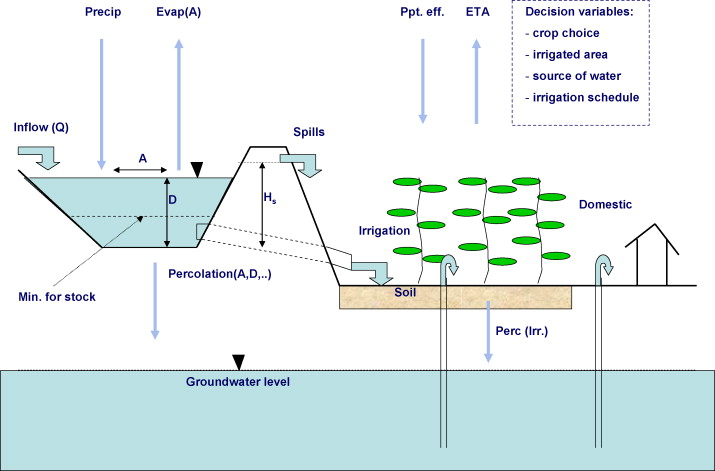 Precip
Evap(A)
Ppt. eff.
ETA
Decision variables:
- crop choice
- irrigated area
- source of water
- irrigation schedule
Inflow (Q)
A
Spills
D
Hs
Domestic
Irrigation
Percolation(A,D,..)
Min. for stock
Soil
Perc (Irr.)
Groundwater level